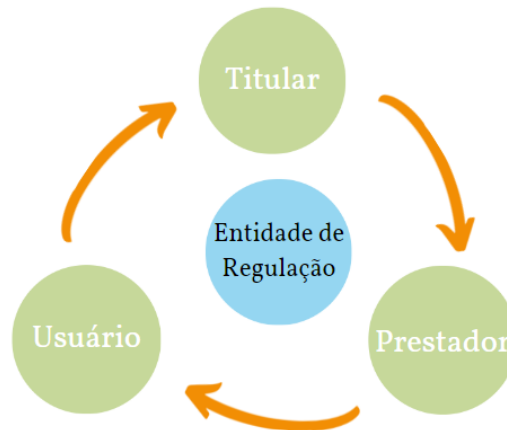 Titular
Entidade de
Regulação
Usuário
Prestador